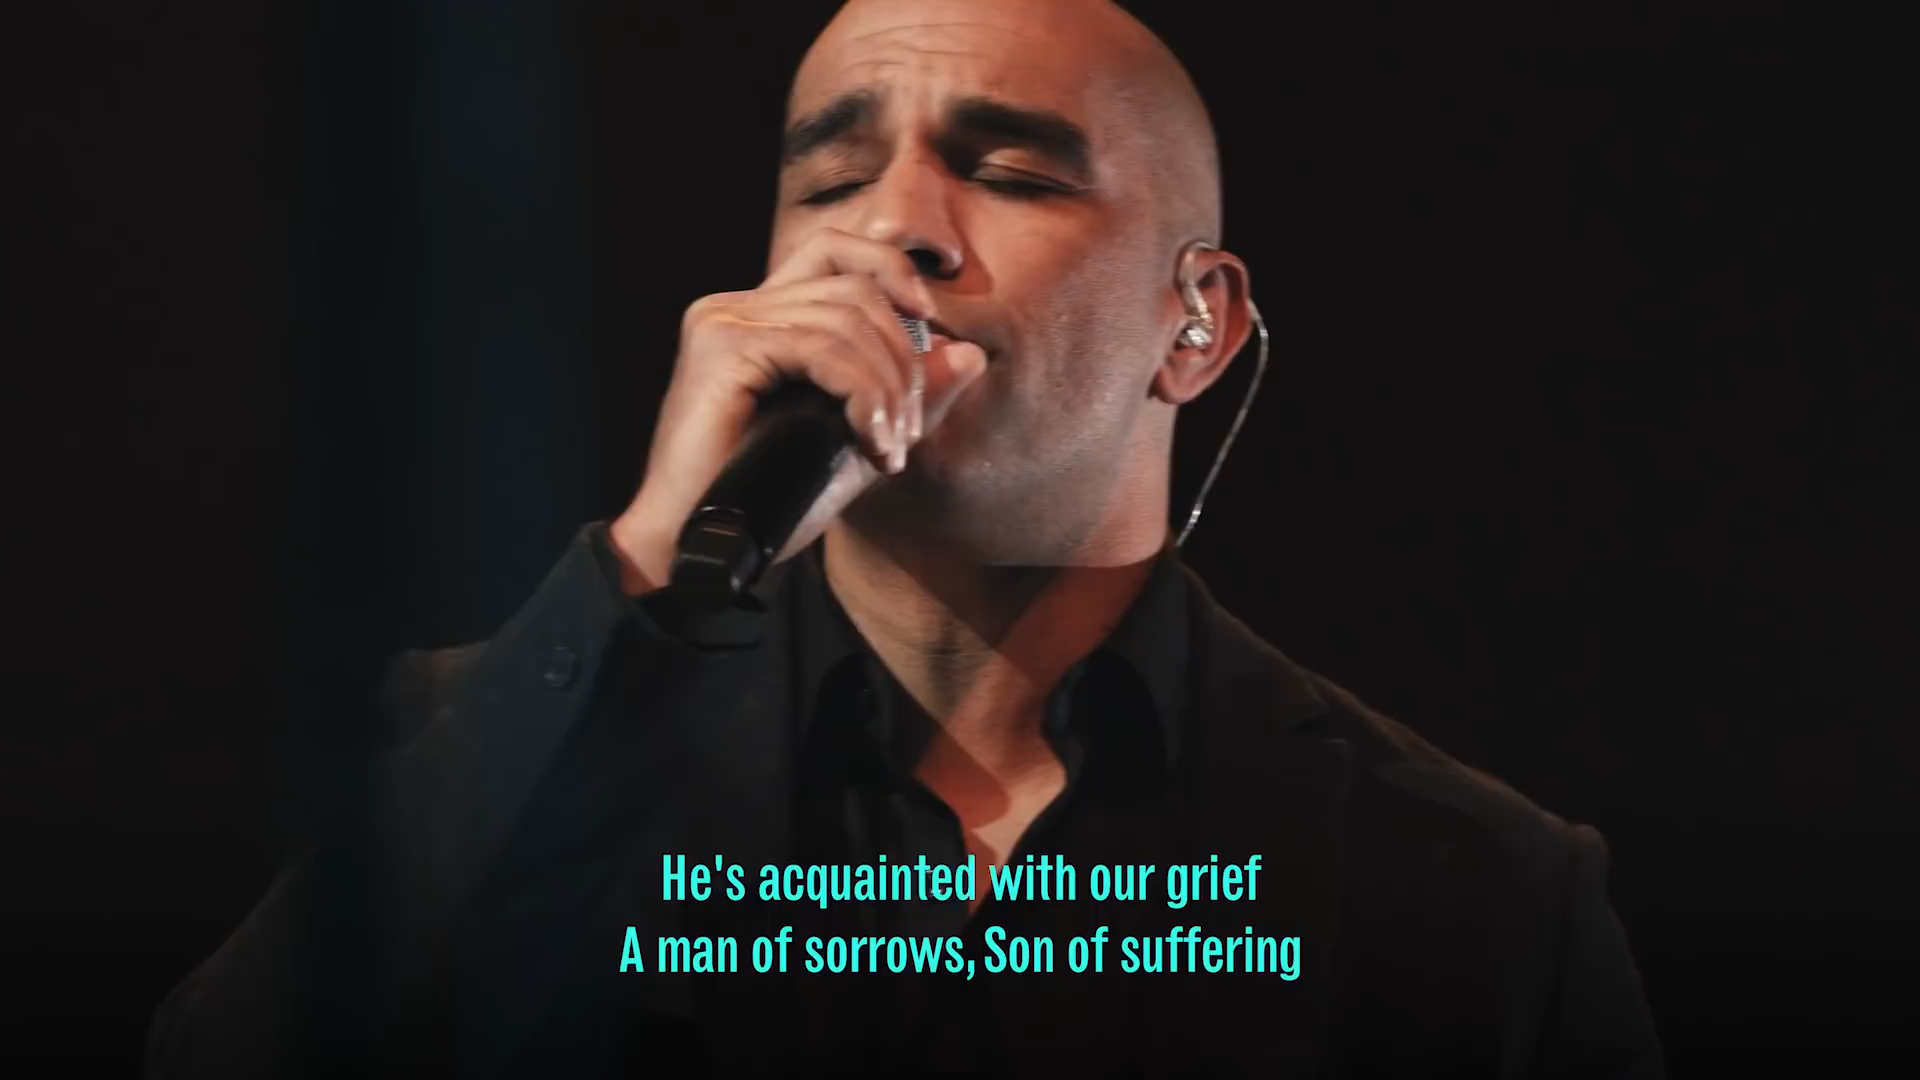 He's acquainted with our grief
A man of sorrows, Son of suffering